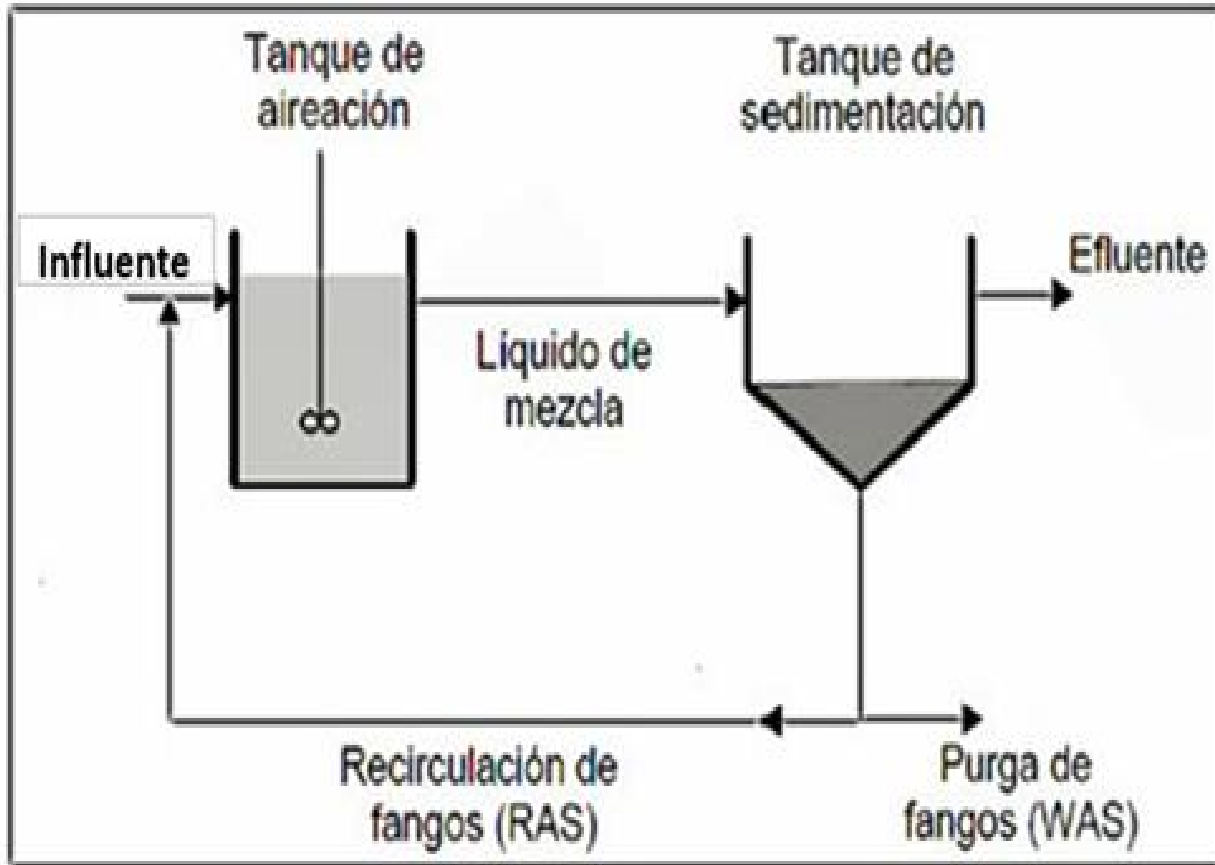 Tanque de
aireación
Tanque de
sedimentación
Influente
Efluente
Líquido de
mezcla
Recirculación de
fangos (RAS)
Purga de
fangos (WAS)